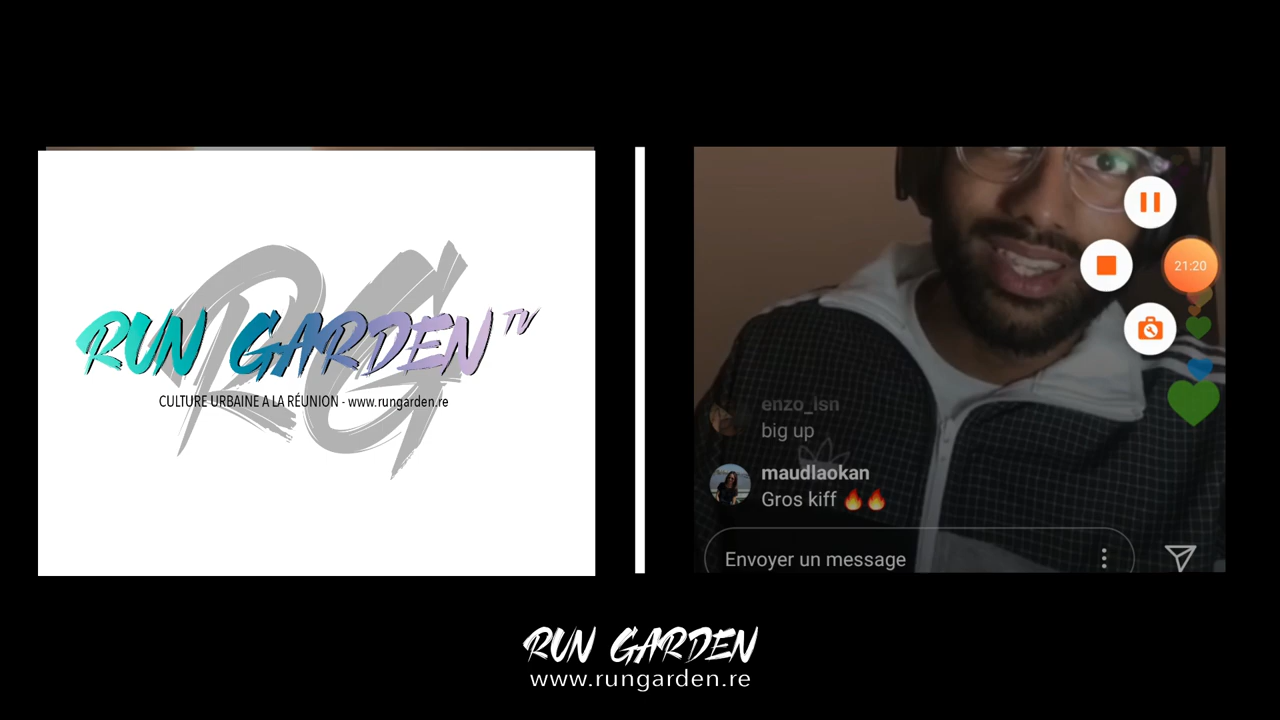 RG
RUN GARDEN TV
CULTURE URBAINE A LA RÉUNION - www.rungarden.re
21:20
enzo_isn
big up
maudlaokan
Gros kiff 🔥🔥
Envoyer un message
RUN GARDEN
www.rungarden.re